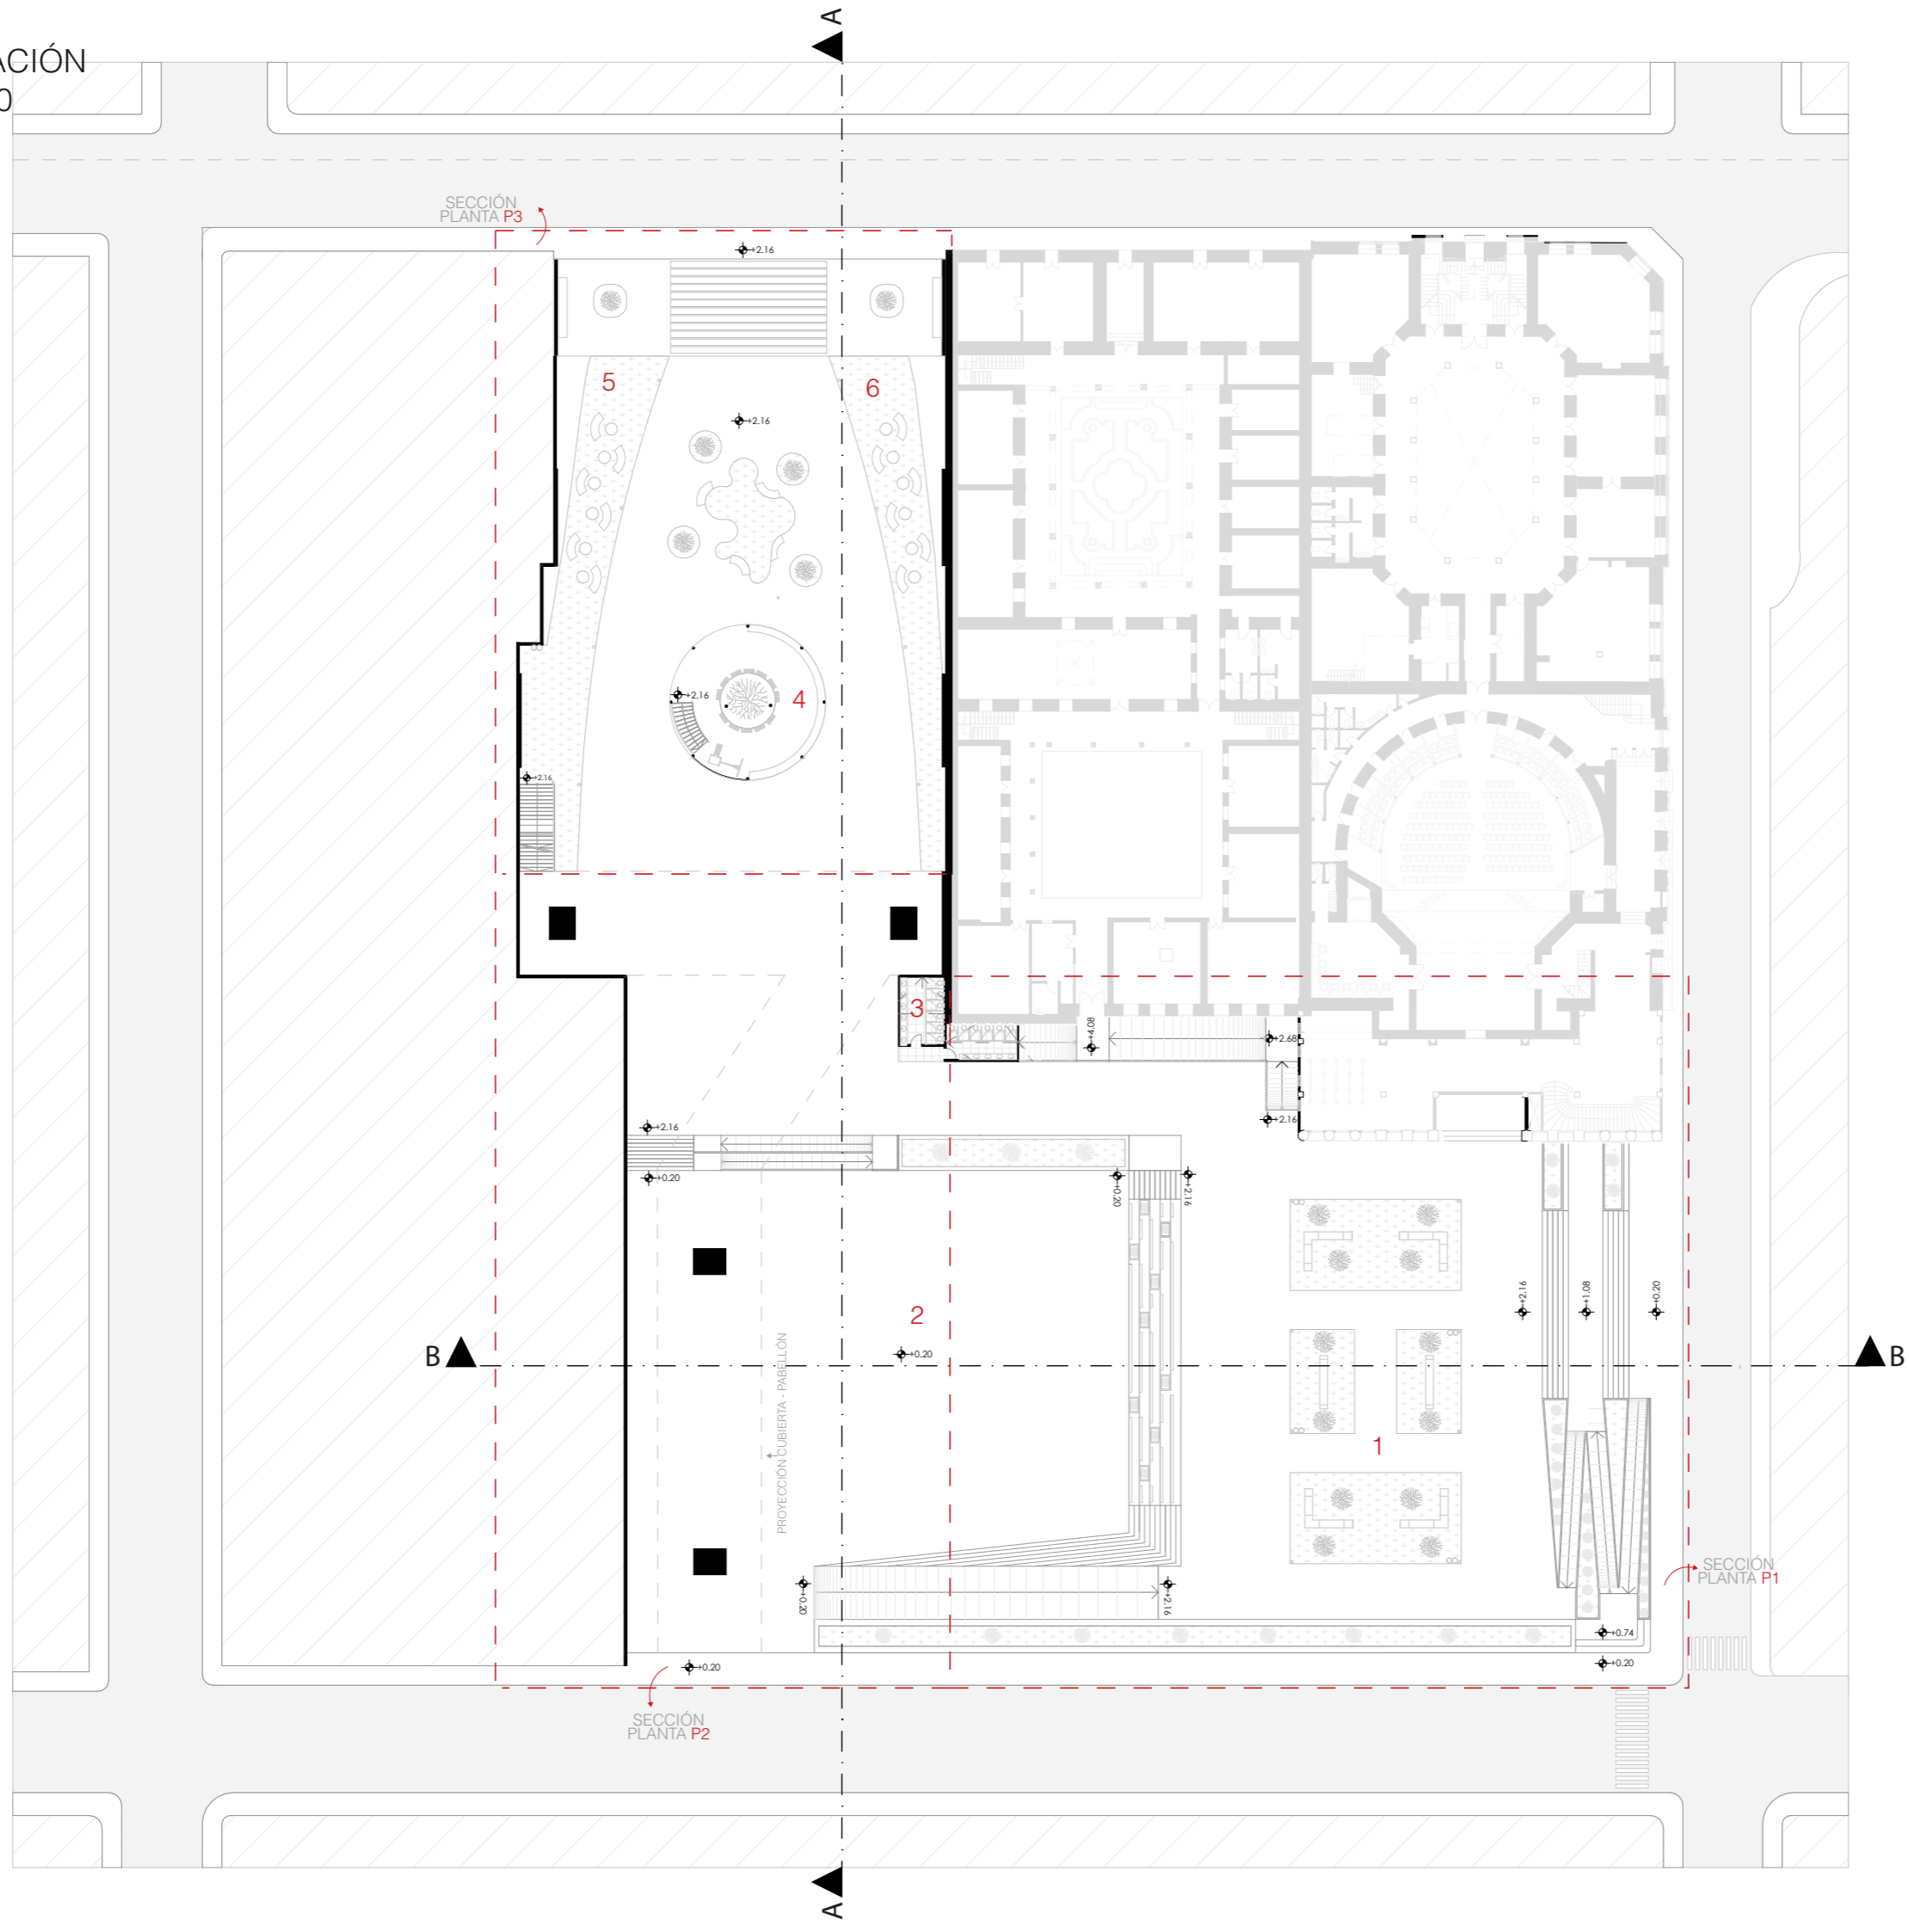 A
ACIÓN
0
SECCIÓN
PLANTA P3
+2.16
5
6
+2.16
+2.16
4
+2.16
3
+4.08
+2.68
+2.16
+2.16
+0.20
+0.20
+2.16
+2.16
+1.08
+0.20
2
+0.20
B
B
PROYECCIÓN CUBIERTA - PABELLÓN
1
SECCIÓN
PLANTA P1
+0.20
+2.16
+0.74
+0.20
+0.20
SECCIÓN
PLANTA P2
A